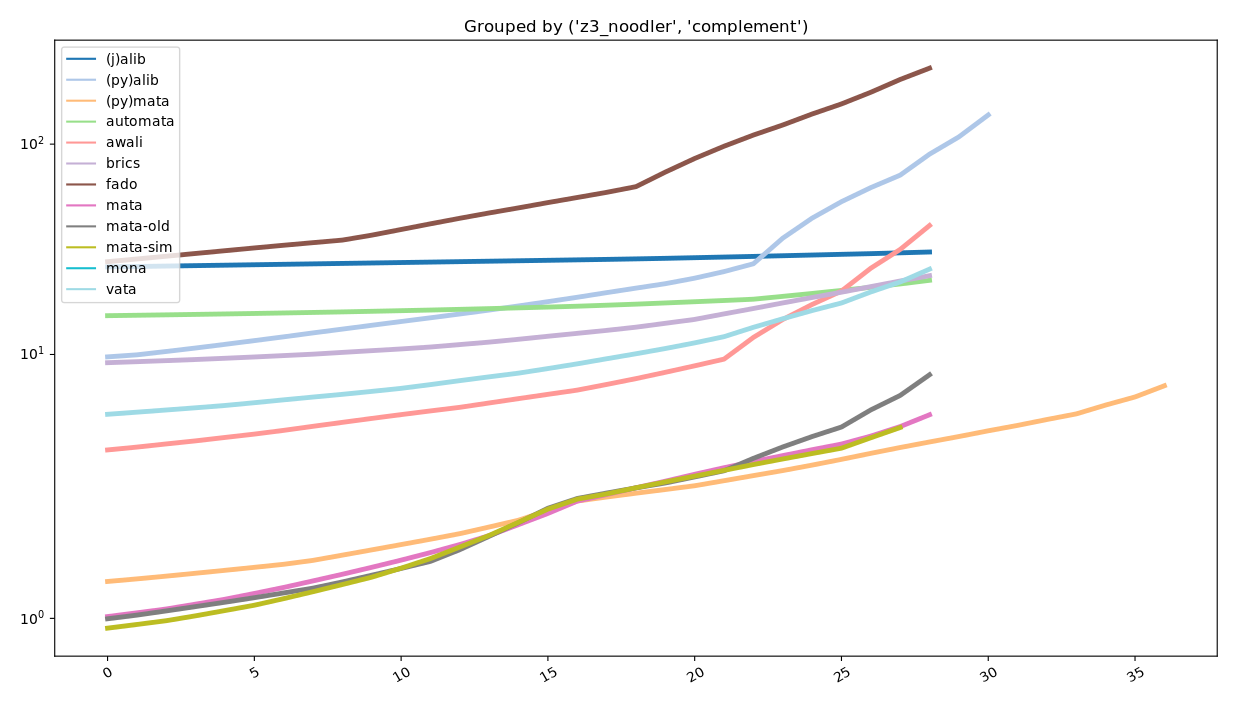 Grouped by ('z3_noodler', 'complement')
(j)alib
(py)alib
(py)mata
automata
awali
brics
fado
mata
mata-old
mata-sim
mona
vata
10²
10¹
10⁰
0
5
10
15
20
25
30
35